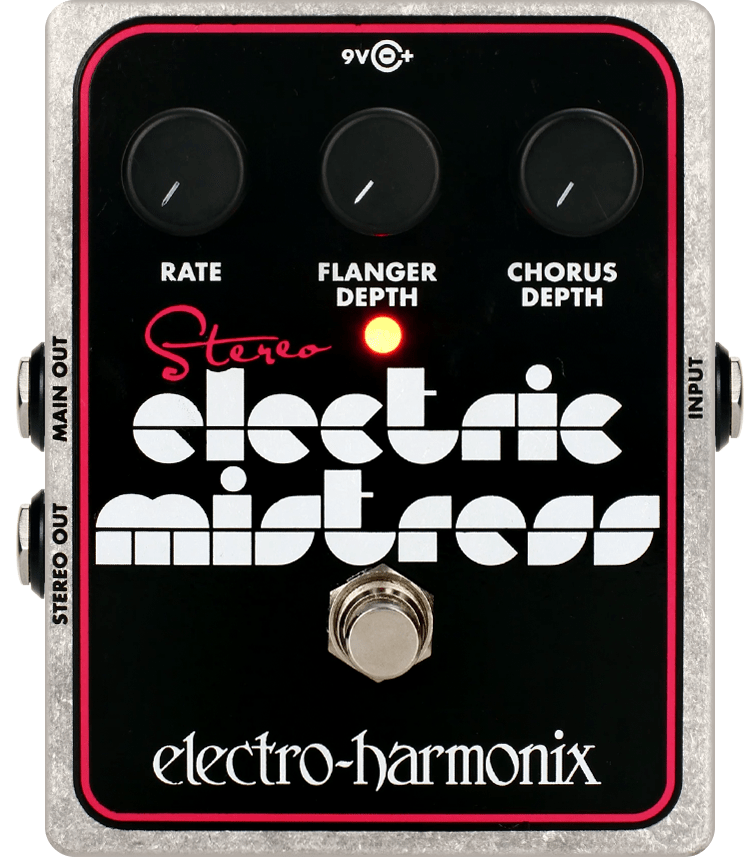 9V - +
RATE
FLANGER
DEPTH
CHORUS
DEPTH
Stereo
electric
mistress
MAIN OUT
STEREO OUT
INPUT
electro-harmonix